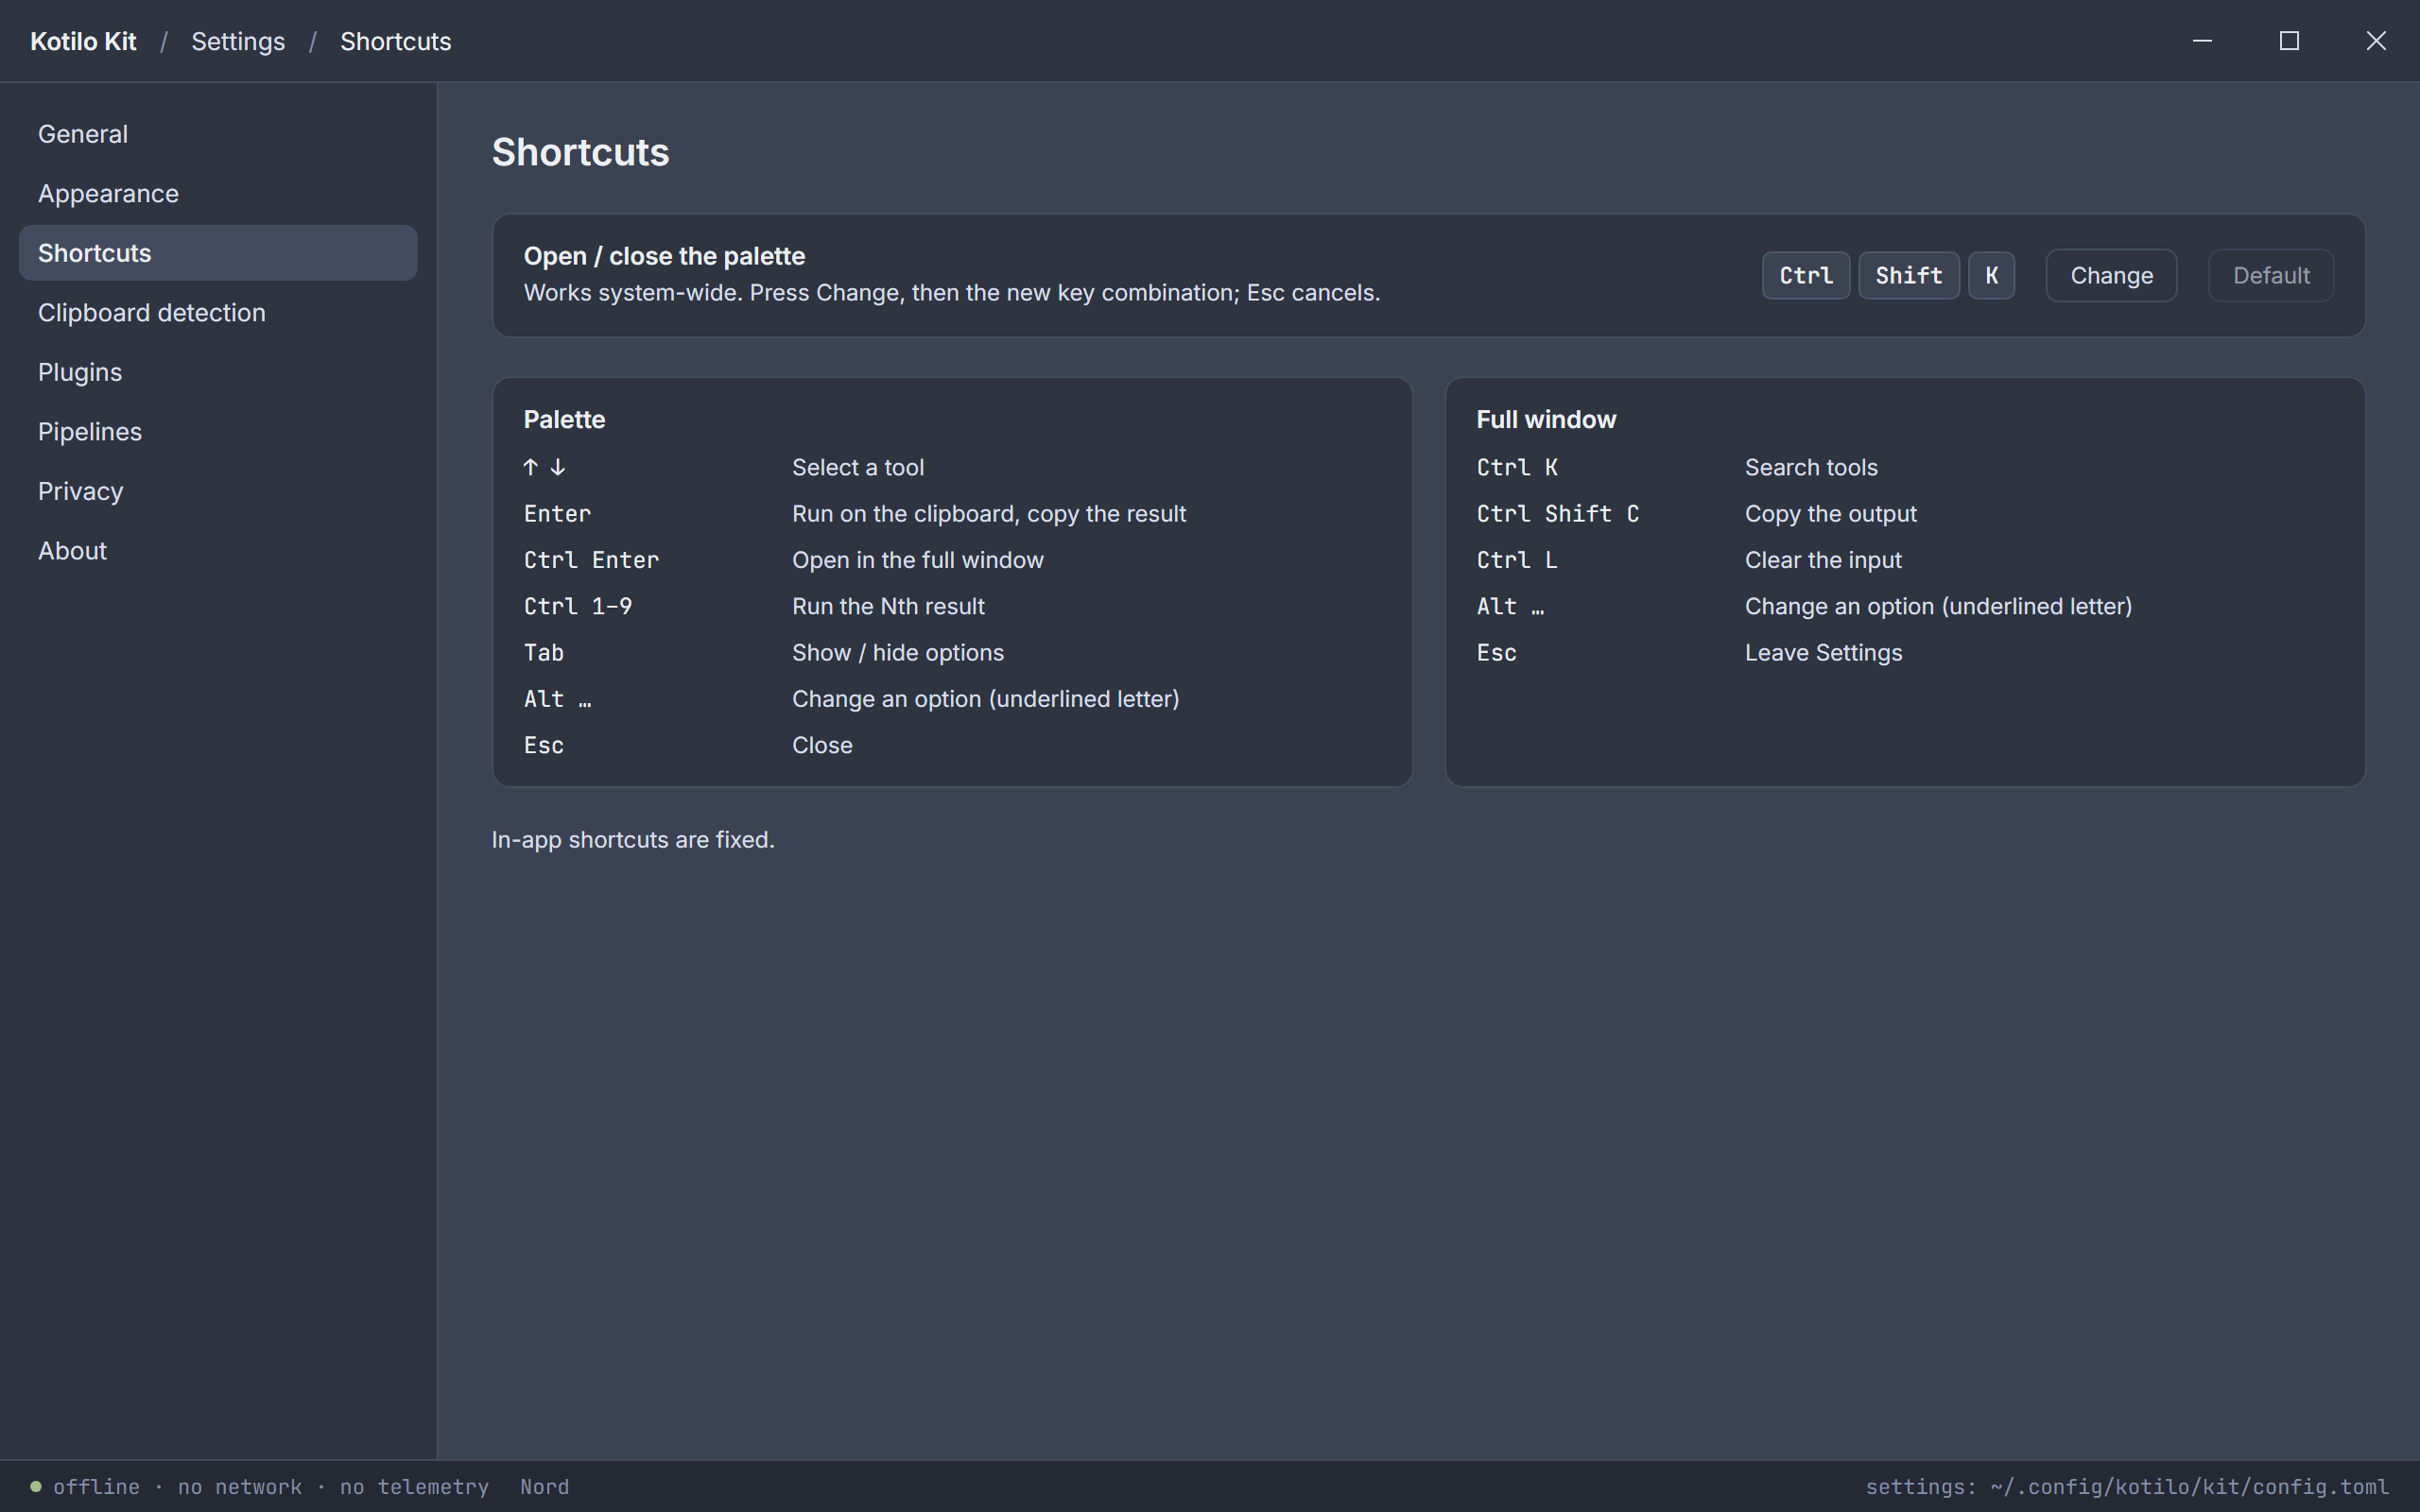 Kotilo Kit / Settings / Shortcuts
General
Appearance
Shortcuts
Clipboard detection
Plugins
Pipelines
Privacy
About
Shortcuts
Open / close the palette
Works system-wide. Press Change, then the new key combination; Esc cancels.
Ctrl Shift K Change Default
Palette
↑ ↓ Select a tool
Enter Run on the clipboard, copy the result
Ctrl Enter Open in the full window
Ctrl 1–9 Run the Nth result
Tab Show / hide options
Alt … Change an option (underlined letter)
Esc Close
Full window
Ctrl K Search tools
Ctrl Shift C Copy the output
Ctrl L Clear the input
Alt … Change an option (underlined letter)
Esc Leave Settings
In-app shortcuts are fixed.
offline · no network · no telemetry Nord
settings: ~/.config/kotilo/kit/config.toml